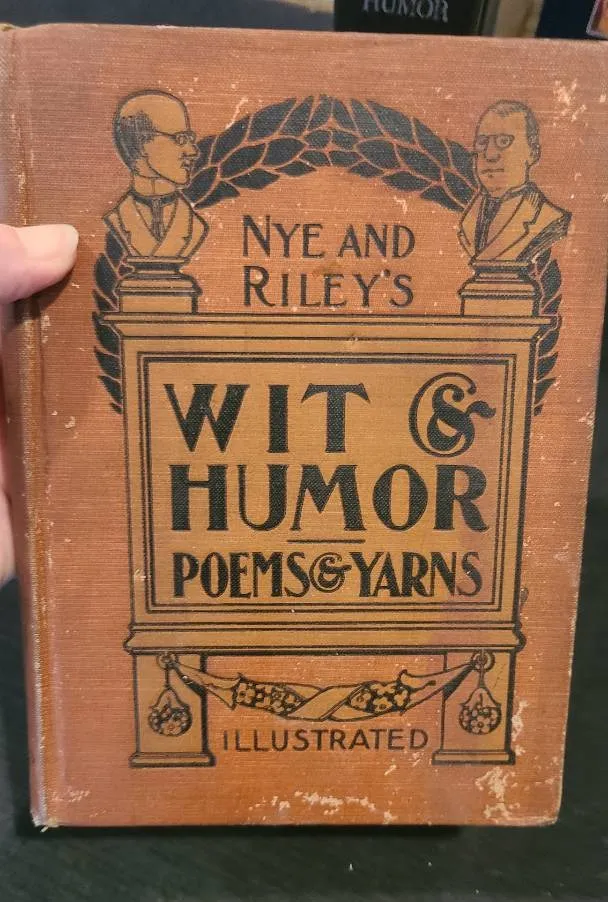 HUMOR
NYE AND
RILEY'S
WIT &
HUMOR
POEMS & YARNS
ILLUSTRATED